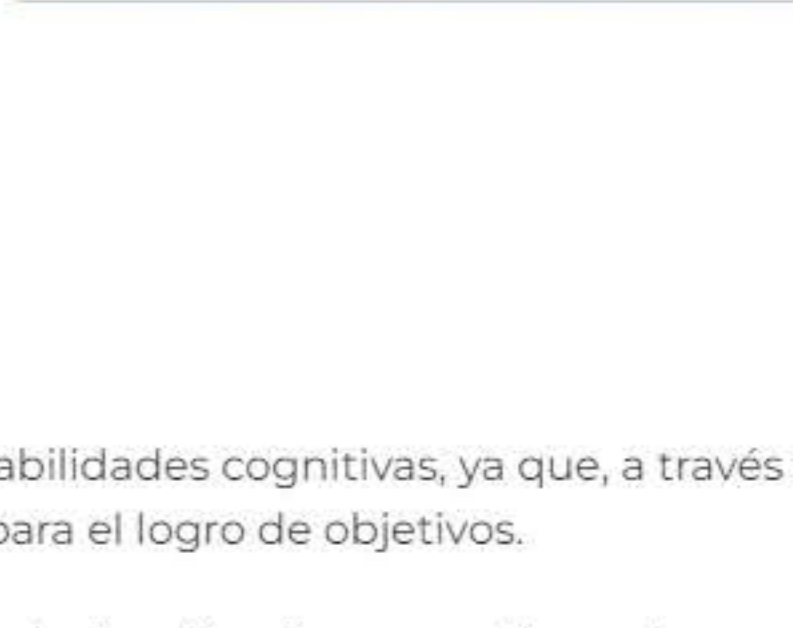 abilidades cognitivas, ya que, a través
para el logro de objetivos.